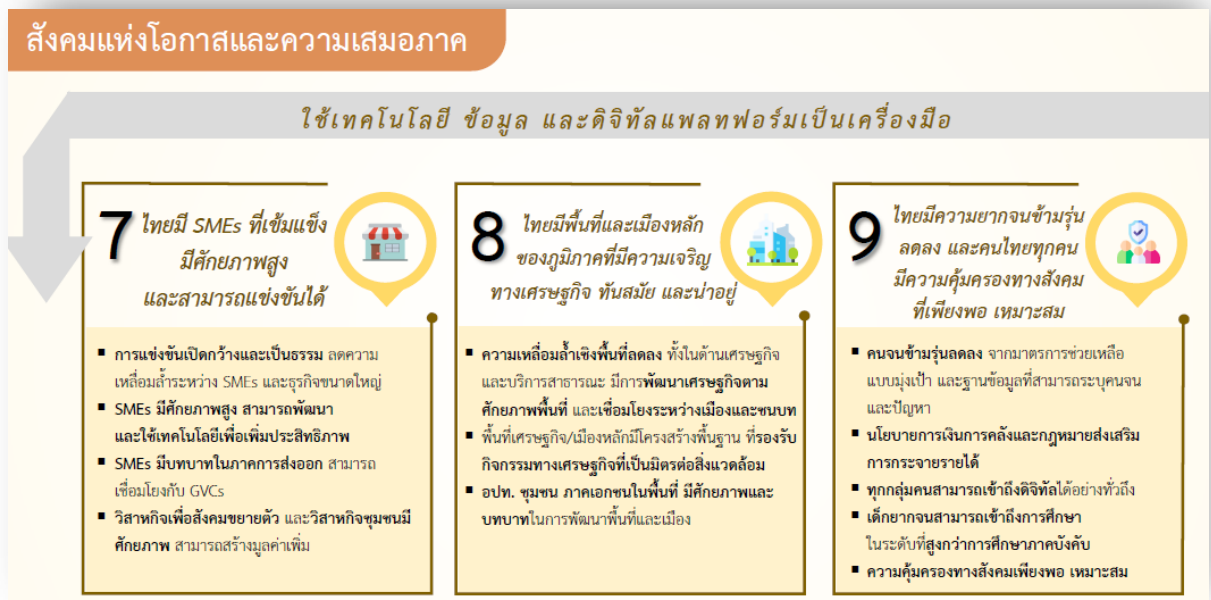 สังคมแห่งโอกาสและความเสมอภาค
ใช้เทคโนโลยี ข้อมูล และดิจิทัลแพลทฟอร์มเป็นเครื่องมือ
7
ไทยมี SMEs ที่เข้มแข็ง
มีศักยภาพสูง
และสามารถแข่งขันได้
▪ การแข่งขันเปิดกว้างและเป็นธรรม ลดความ
เหลื่อมล้ำระหว่าง SMEs และธุรกิจขนาดใหญ่
▪ SMEs มีศักยภาพสูง สามารถพัฒนา
และใช้เทคโนโลยีเพื่อเพิ่มประสิทธิภาพ
▪ SMEs มีบทบาทในภาคการส่งออก สามารถ
เชื่อมโยงกับ GVCs
▪ วิสาหกิจเพื่อสังคมขยายตัว และวิสาหกิจชุมชนมี
ศักยภาพ สามารถสร้างมูลค่าเพิ่ม
8
ไทยมีพื้นที่และเมืองหลัก
ของภูมิภาคที่มีความเจริญ
ทางเศรษฐกิจ ทันสมัย และน่าอยู่
▪ ความเหลื่อมล้ำเชิงพื้นที่ลดลง ทั้งในด้านเศรษฐกิจ
และบริการสาธารณะ มีการพัฒนาเศรษฐกิจตาม
ศักยภาพพื้นที่ และเชื่อมโยงระหว่างเมืองและชนบท
▪ พื้นที่เศรษฐกิจ/เมืองหลักมีโครงสร้างพื้นฐาน ที่รองรับ
กิจกรรมทางเศรษฐกิจที่เป็นมิตรต่อสิ่งแวดล้อม
▪ อปท. ชุมชน ภาคเอกชนในพื้นที่ มีศักยภาพและ
บทบาทในการพัฒนาพื้นที่และเมือง
9
ไทยมีความยากจนข้ามรุ่น
ลดลง และคนไทยทุกคน
มีความคุ้มครองทางสังคม
ที่เพียงพอ เหมาะสม
▪ คนจนข้ามรุ่นลดลง จากมาตรการช่วยเหลือ
แบบมุ่งเป้า และฐานข้อมูลที่สามารถระบุคนจน
และปัญหา
▪ นโยบายการเงินการคลังและกฎหมายส่งเสริม
การกระจายรายได้
▪ ทุกกลุ่มคนสามารถเข้าถึงดิจิทัลได้อย่างทั่วถึง
▪ เด็กยากจนสามารถเข้าถึงการศึกษา
ในระดับที่สูงกว่าการศึกษาภาคบังคับ
▪ ความคุ้มครองทางสังคมเพียงพอ เหมาะสม